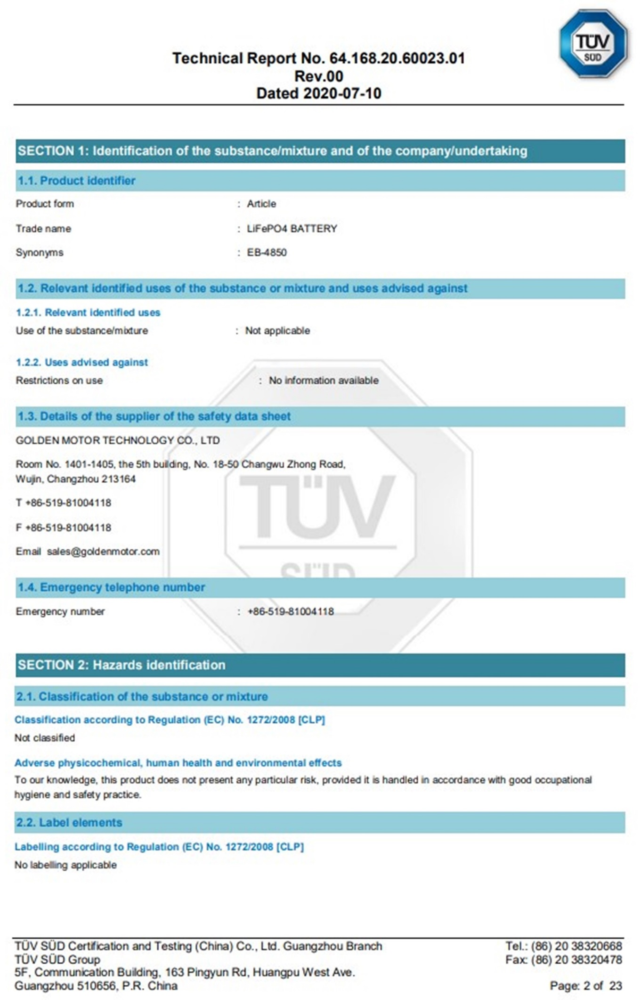 TÜV
SÜD
Technical Report No. 64.168.20.60023.01
Rev.00
Dated 2020-07-10
SECTION 1: Identification of the substance/mixture and of the company/undertaking
1.1. Product identifier
Product form : Article
Trade name : LiFePO4 BATTERY
Synonyms : EB-4850
1.2. Relevant identified uses of the substance or mixture and uses advised against
1.2.1. Relevant identified uses
Use of the substance/mixture : Not applicable
1.2.2. Uses advised against
Restrictions on use : No information available
1.3. Details of the supplier of the safety data sheet
GOLDEN MOTOR TECHNOLOGY CO., LTD
Room No. 1401-1405, the 5th building, No. 18-50 Changwu Zhong Road,
Wujin, Changzhou 213164
TÜV
T +86-519-81004118
F +86-519-81004118
Email sales@goldenmotor.com
SÜD
1.4. Emergency telephone number
Emergency number : +86-519-81004118
SECTION 2: Hazards identification
2.1. Classification of the substance or mixture
Classification according to Regulation (EC) No. 1272/2008 [CLP]
Not classified
Adverse physicochemical, human health and environmental effects
To our knowledge, this product does not present any particular risk, provided it is handled in accordance with good occupational
hygiene and safety practice.
2.2. Label elements
Labelling according to Regulation (EC) No. 1272/2008 [CLP]
No labelling applicable
TÜV SÜD Certification and Testing (China) Co., Ltd. Guangzhou Branch Tel.: (86) 20 38320668
TÜV SÜD Group Fax: (86) 20 38320478
5F, Communication Building, 163 Pingyun Rd, Huangpu West Ave.
Guangzhou 510656, P.R. China Page: 2 of 23